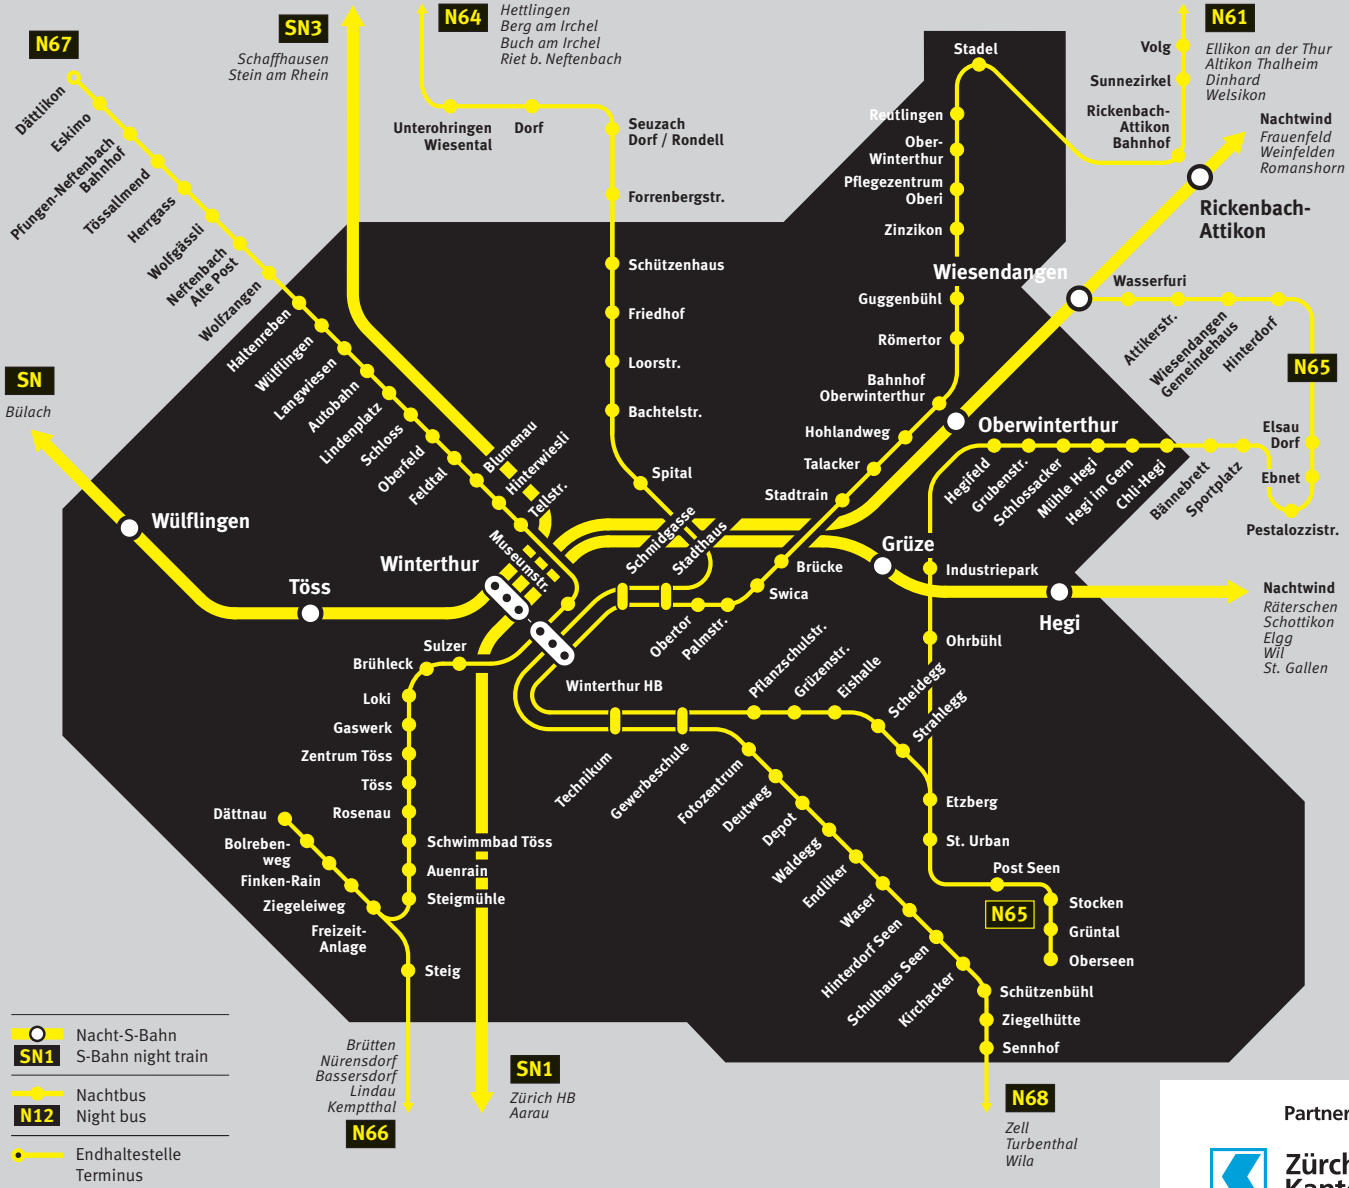 N67
SN3
Schaffhausen
Stein am Rhein
N64
Hettlingen
Berg am Irchel
Buch am Irchel
Riet b. Neftenbach
N61
Ellikon an der Thur
Altikon Thalheim
Dinhard
Welsikon
Volg
Sunnezirkel
Rickenbach-
Attikon
Bahnhof
Nachtwind
Frauenfeld
Weinfelden
Romanshorn
Rickenbach-
Attikon
Stadel
Reutlingen
Ober-
Winterthur
Pflegezentrum
Oberi
Zinzikon
Wiesendangen
Guggenbühl
Römertor
Bahnhof
Oberwinterthur
Hohlandweg
Talacker
Stadtrain
Brücke
Swica
Palmstr.
Obertor
Unterohringen
Wiesental
Dorf
Seuzach
Dorf / Rondell
Forrenbergstr.
Schützenhaus
Friedhof
Loorstr.
Bachtelstr.
Spital
Schmidgasse
Stadthaus
Dättlikon
Eskimo
Pfungen-Neftenbach
Bahnhof
Tössallmend
Herrgass
Wolfgässli
Neftenbach
Alte Post
Wolfzangen
Haltenreben
Wülflingen
Langwiesen
Autobahn
Lindenplatz
Schloss
Oberfeld
Feldtal
Blumenau
Hinterwiesli
Tellstr.
Museumstr.
SN
Bülach
Wülflingen
Töss
Winterthur
Winterthur HB
Wasserfuri
Attikerstr.
Wiesendangen
Gemeindehaus
Hinterdorf
N65
Elsau
Dorf
Ebnet
Pestalozzistr.
Oberwinterthur
Hegifeld
Grubenstr.
Schlossacker
Mühle Hegi
Hegi im Gern
Chli-Hegi
Bännebrett
Sportplatz
Grüze
Industriepark
Hegi
Nachtwind
Räterschen
Schottikon
Elgg
Wil
St. Gallen
Ohrbühl
Sulzer
Brühleck
Loki
Gaswerk
Zentrum Töss
Töss
Rosenau
Schwimmbad Töss
Auenrain
Steigmühle
Dättnau
Bolreben-
weg
Finken-Rain
Ziegeleiweg
Freizeit-
Anlage
Steig
Technikum
Gewerbeschule
Pflanzschulstr.
Grüzenstr.
Eishalle
Scheidegg
Strahlegg
Etzberg
St. Urban
Post Seen
N65
Stocken
Grüntal
Oberseen
Fotozentrum
Deutweg
Depot
Waldegg
Endliker
Waser
Hinterdorf Seen
Schulhaus Seen
Kirchacker
Schützenbühl
Ziegelhütte
Sennhof
N68
Zell
Turbenthal
Wila
SN1
Zürich HB
Aarau
Brütten
Nürensdorf
Bassersdorf
Lindau
Kemptthal
N66
Nacht-S-Bahn
SN1 S-Bahn night train
Nachtbus
N12 Night bus
Endhaltestelle
Terminus
Partner